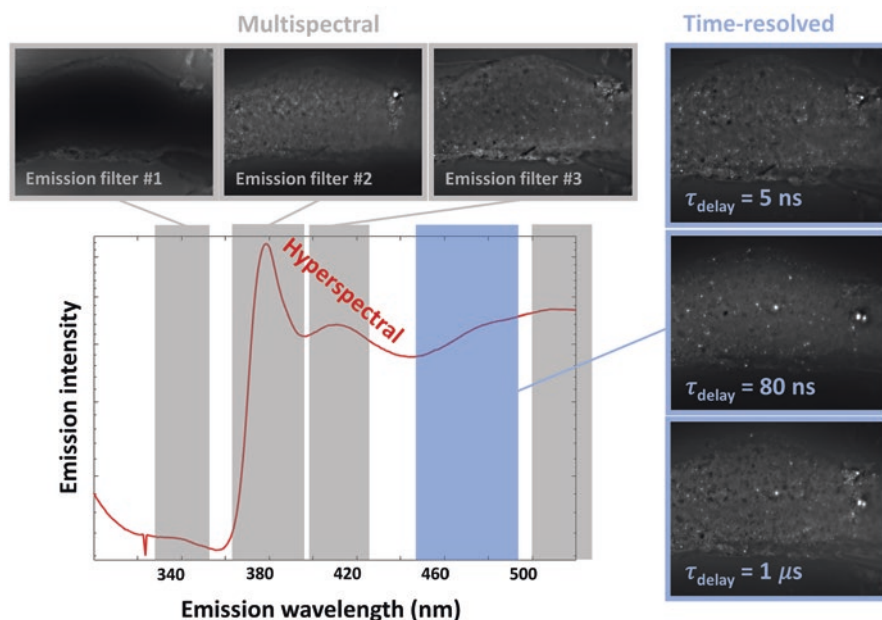 Multispectral
Time-resolved
Emission filter #1
Emission filter #2
Emission filter #3
τdelay = 5 ns
τdelay = 80 ns
τdelay = 1 μs
Hyperspectral
Emission intensity
340 380 420 460 500
Emission wavelength (nm)